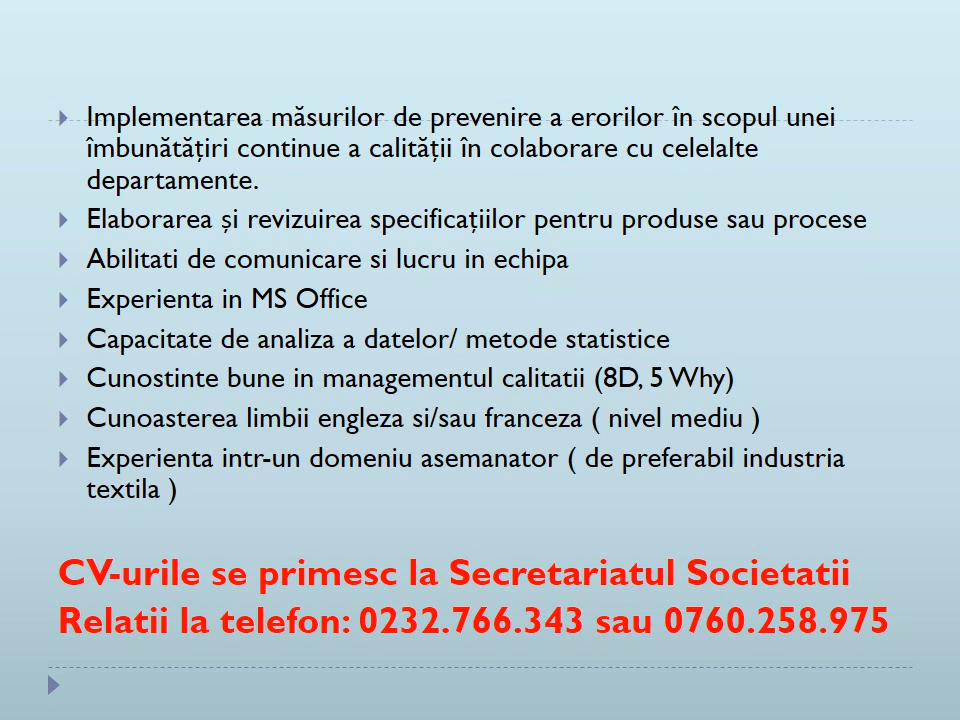 Implementarea măsurilor de prevenire a erorilor în scopul unei
îmbunătățiri continue a calității în colaborare cu celelalte
departamente.
Elaborarea și revizuirea specificațiilor pentru produse sau procese
Abilitati de comunicare si lucru in echipa
Experienta in MS Office
Capacitate de analiza a datelor/ metode statistice
Cunostinte bune in managementul calitatii (8D, 5 Why)
Cunoasterea limbii engleza si/sau franceza ( nivel mediu )
Experienta intr-un domeniu asemanator ( de preferabil industria
textila )
CV-urile se primesc la Secretariatul Societatii
Relatii la telefon: 0232.766.343 sau 0760.258.975